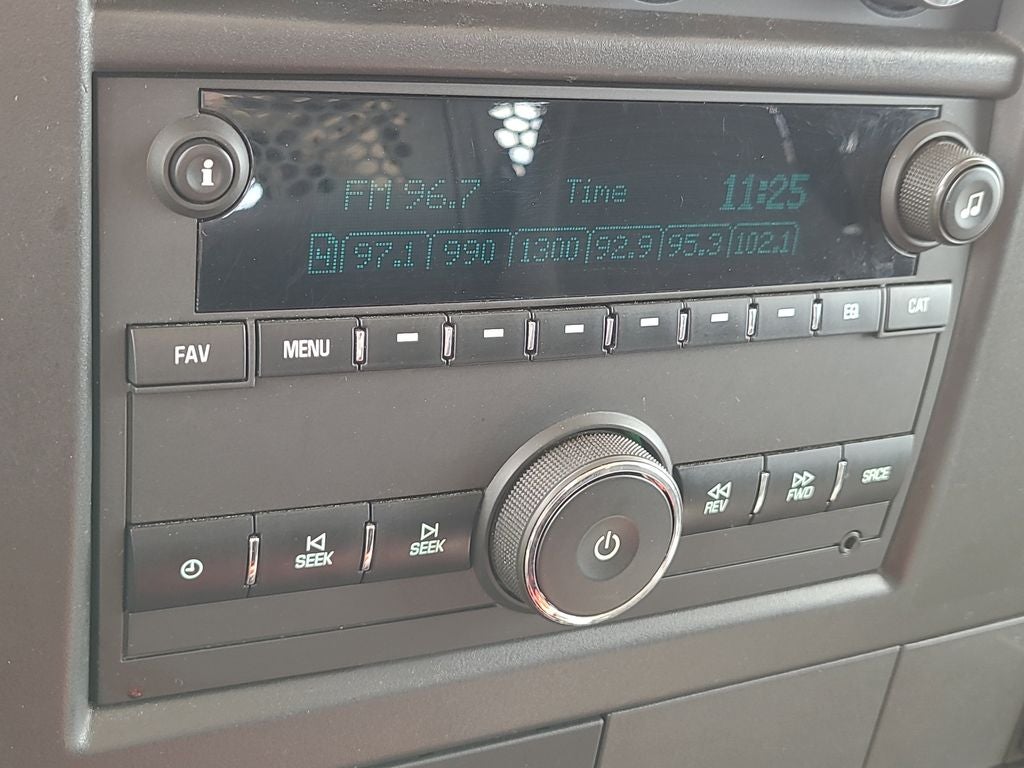 i
FM 96.7 Time 11:25
A 97.1 990 1300 92.9 95.3 102.1
FAV MENU EQ CAT
SEEK SEEK REV FWD SRCE